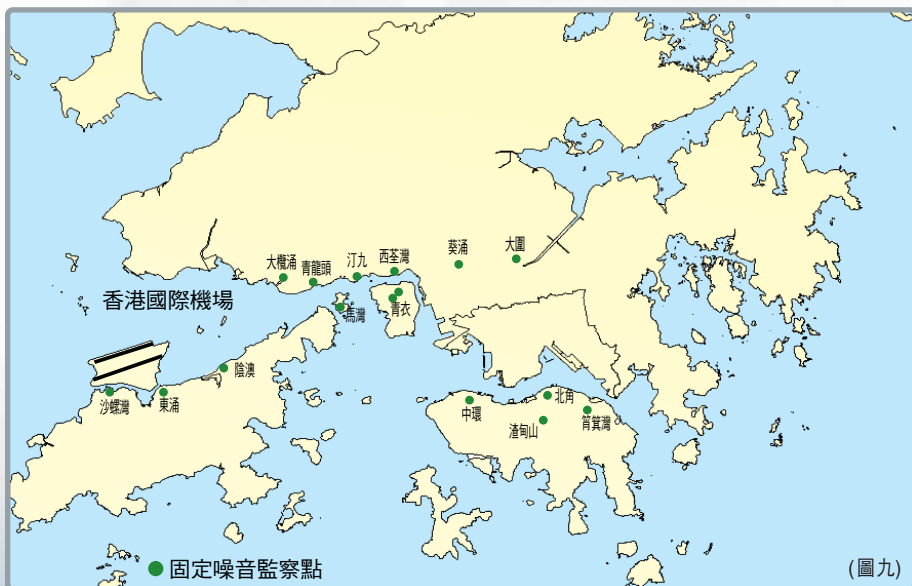 葵涌
大圍
西荃灣
汀九
大欖涌
青龍頭
香港國際機場
青衣
馬灣
陰澳
沙螺灣
東涌
中環
北角
筲箕灣
渣甸山
固定噪音監察點
(圖九)